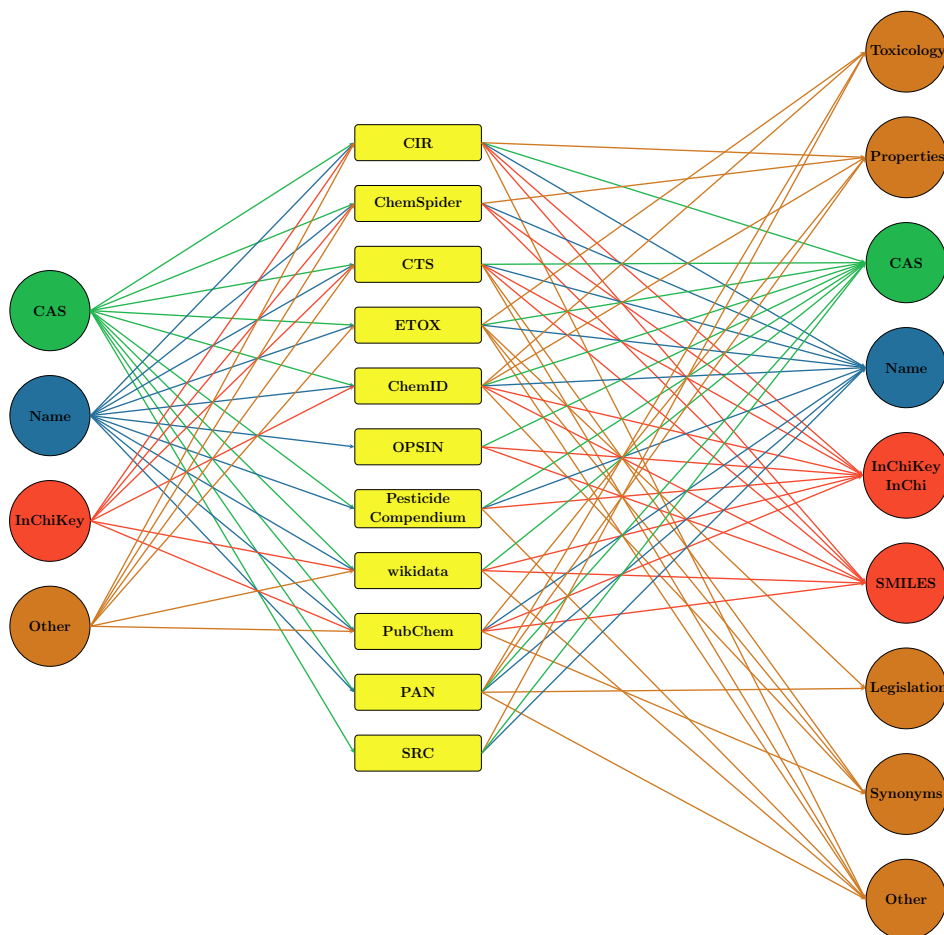 CAS
Name
InChiKey
Other
CIR
ChemSpider
CTS
ETOX
ChemID
OPSIN
Pesticide
Compendium
wikidata
PubChem
PAN
SRC
Toxicology
Properties
CAS
Name
InChiKey
InChi
SMILES
Legislation
Synonyms
Other